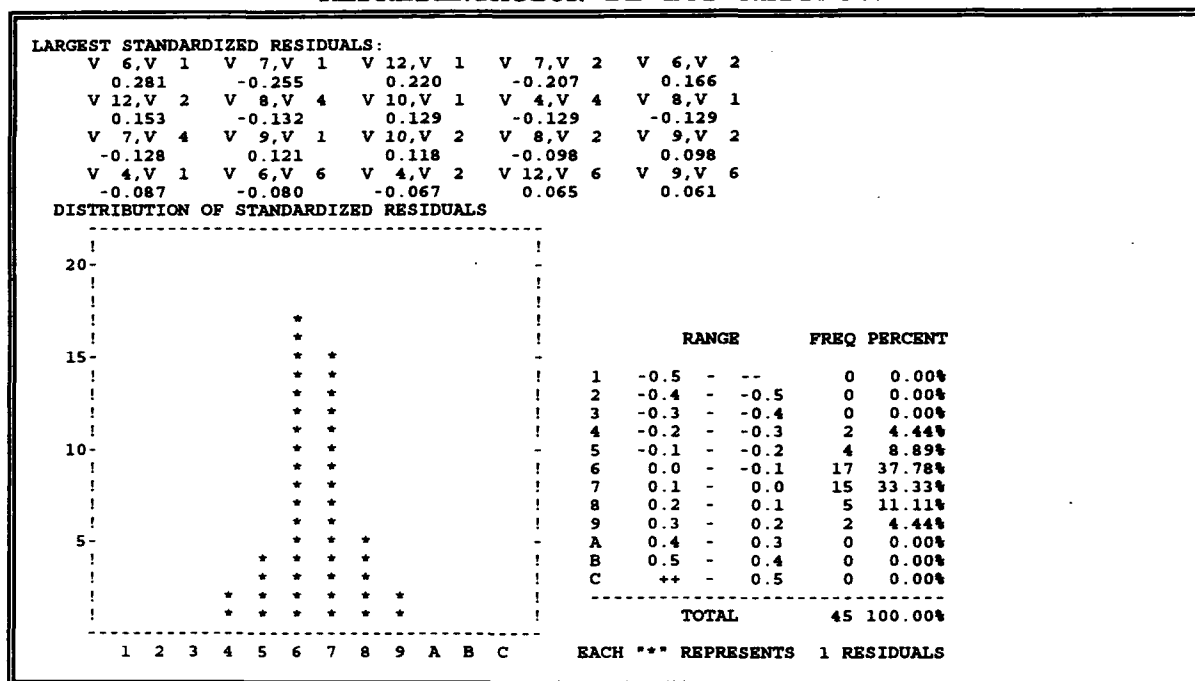 LARGEST STANDARDIZED RESIDUALS:
V 6,V 1 V 7,V 1 V 12,V 1 V 7,V 2 V 6,V 2
0.281 -0.255 0.220 -0.207 0.166
V 12,V 2 V 8,V 4 V 10,V 1 V 4,V 4 V 8,V 1
0.153 -0.132 0.129 -0.129 -0.129
V 7,V 4 V 9,V 1 V 10,V 2 V 8,V 2 V 9,V 2
-0.128 0.121 0.118 -0.098 0.098
V 4,V 1 V 6,V 6 V 4,V 2 V 12,V 6 V 9,V 6
-0.087 -0.080 -0.067 0.065 0.061
DISTRIBUTION OF STANDARDIZED RESIDUALS
20-
15-
10-
5-
1 2 3 4 5 6 7 8 9 A B C
RANGE FREQ PERCENT
1 -0.5 - -- 0 0.00%
2 -0.4 - -0.5 0 0.00%
3 -0.3 - -0.4 0 0.00%
4 -0.2 - -0.3 2 4.44%
5 -0.1 - -0.2 4 8.89%
6 0.0 - -0.1 17 37.78%
7 0.1 - 0.0 15 33.33%
8 0.2 - 0.1 5 11.11%
9 0.3 - 0.2 2 4.44%
A 0.4 - 0.3 0 0.00%
B 0.5 - 0.4 0 0.00%
C ++ - 0.5 0 0.00%
TOTAL 45 100.00%
EACH "*" REPRESENTS 1 RESIDUALS